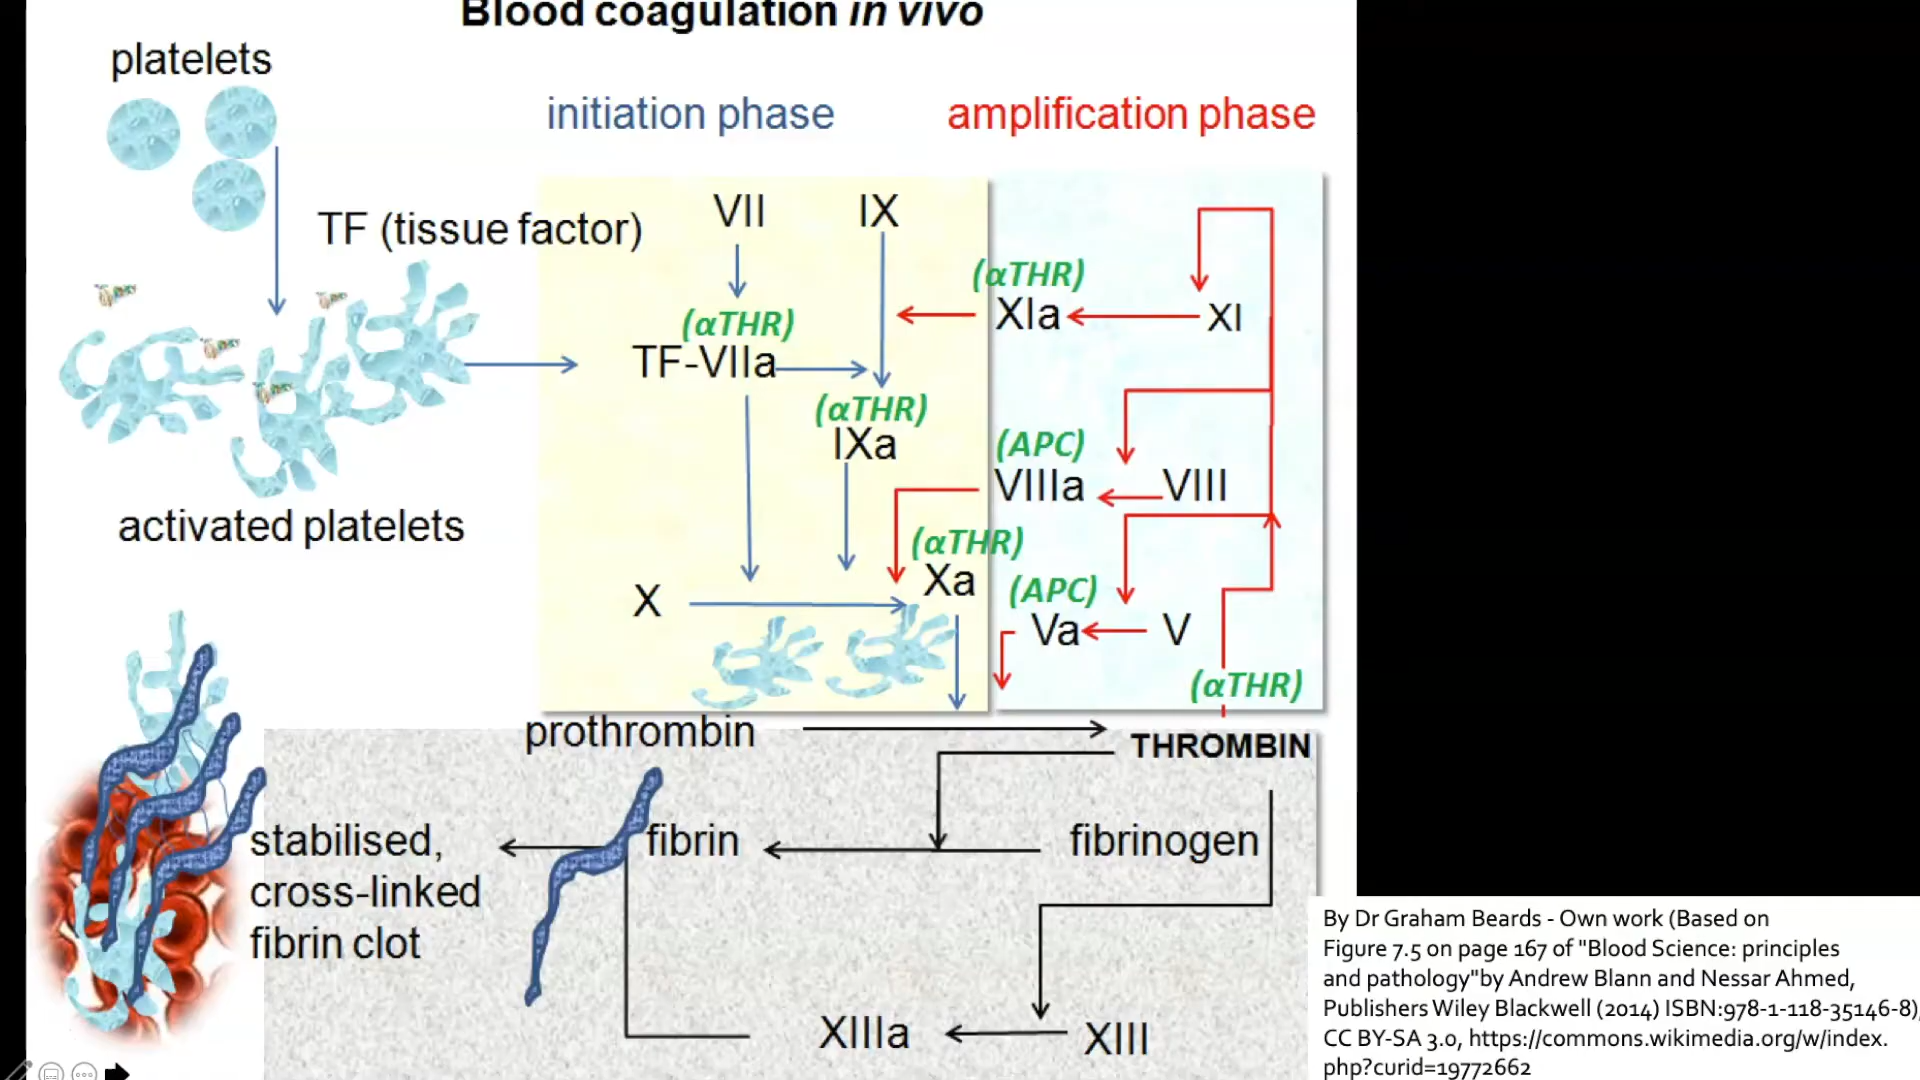 Blood coagulation in vivo
platelets
initiation phase
amplification phase
TF (tissue factor)
VII
IX
(αTHR)
XIa
XI
(αTHR)
TF-VIIa
(αTHR)
IXa
(APC)
VIIIa
VIII
activated platelets
(αTHR)
X
Xa
(APC)
Va
V
(αTHR)
prothrombin
THROMBIN
stabilised,
cross-linked
fibrin clot
fibrin
fibrinogen
XIIIa
XIII
By Dr Graham Beards - Own work (Based on
Figure 7.5 on page 167 of "Blood Science: principles
and pathology"by Andrew Blann and Nessar Ahmed,
Publishers Wiley Blackwell (2014) ISBN:978-1-118-35146-8),
CC BY-SA 3.0, https://commons.wikimedia.org/w/index.
php?curid=19772662